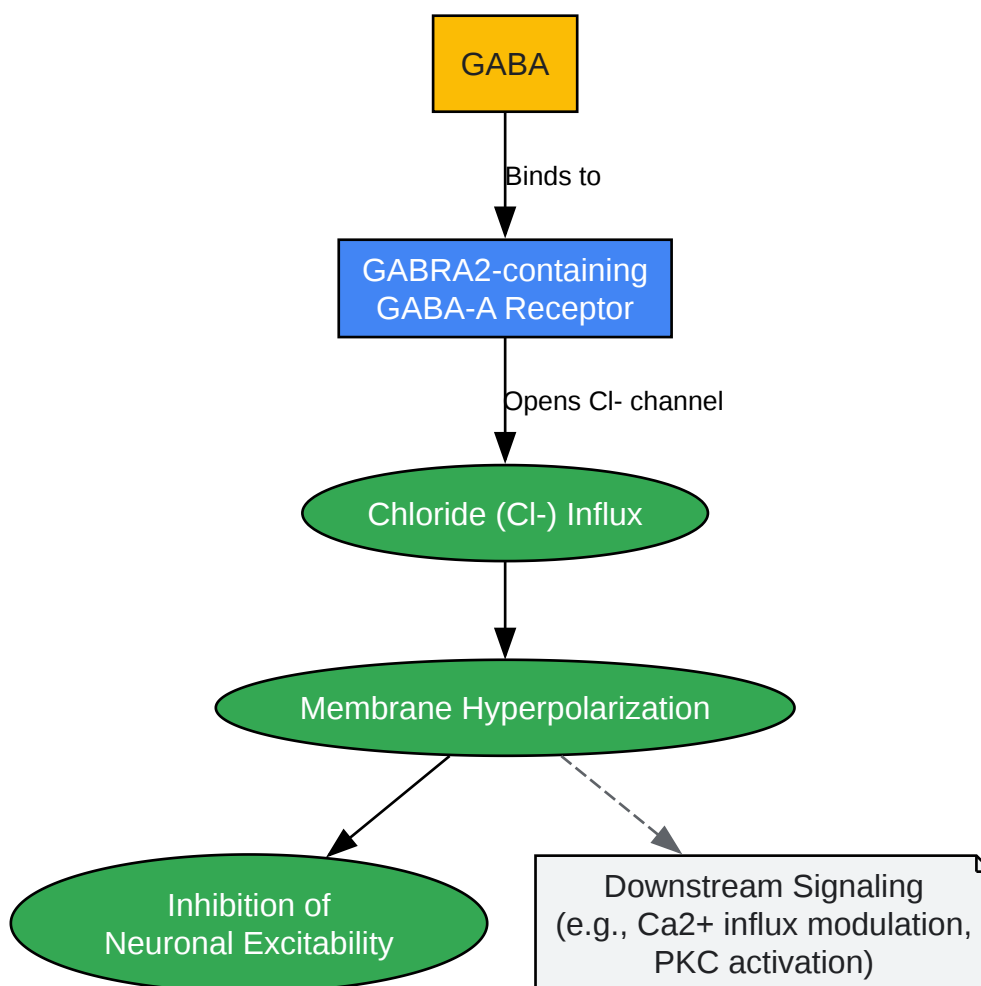 GABA
Binds to
GABRA2-containing
GABA-A Receptor
Opens Cl- channel
Chloride (Cl-) Influx
Membrane Hyperpolarization
Inhibition of
Neuronal Excitability
Downstream Signaling
(e.g., Ca2+ influx modulation,
PKC activation)